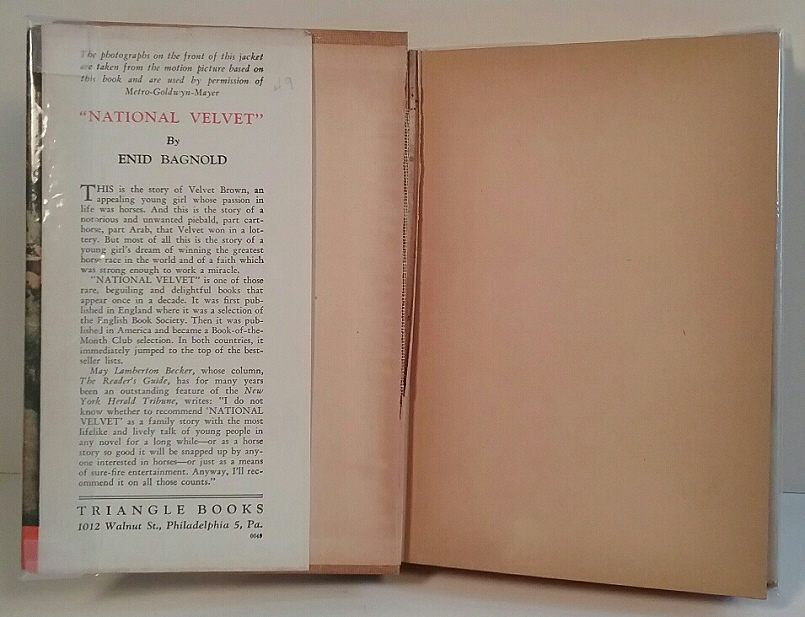 The photographs on the front of this jacket
are taken from the motion picture based on
this book and are used by permission of
Metro-Goldwyn-Mayer
49
"NATIONAL VELVET"
By
ENID BAGNOLD
THIS is the story of Velvet Brown, an
appealing young girl whose passion in
life was horses. And this is the story of a
notorious and unwanted piebald, part cart-
horse, part Arab, that Velvet won in a lot-
tery. But most of all this is the story of a
young girl's dream of winning the greatest
horse race in the world and of a faith which
was strong enough to work a miracle.
"NATIONAL VELVET" is one of those
rare, beguiling and delightful books that
appear once in a decade. It was first pub-
lished in England where it was a selection of
the English Book Society. Then it was pub-
lished in America and became a Book-of-the-
Month Club selection. In both countries, it
immediately jumped to the top of the best-
seller lists.
May Lamberton Becker, whose column,
The Reader's Guide, has for many years
been an outstanding feature of the New
York Herald Tribune, writes: "I do not
know whether to recommend 'NATIONAL
VELVET' as a family story with the most
lifelike and lively talk of young people in
any novel for a long while—or as a horse
story so good it will be snapped up by any-
one interested in horses—or just as a means
of sure-fire entertainment. Anyway, I'll rec-
ommend it on all those counts."
TRIANGLE BOOKS
1012 Walnut St., Philadelphia 5, Pa.
0049